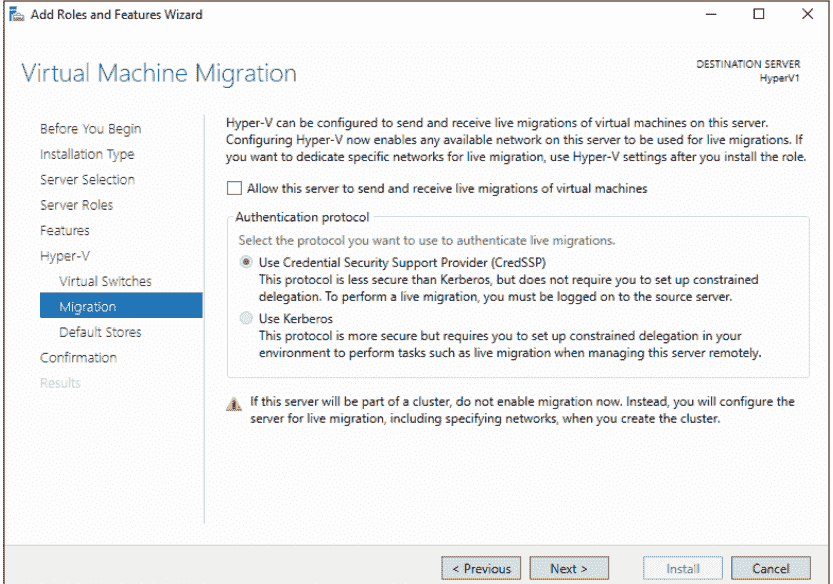 Add Roles and Features Wizard
Virtual Machine Migration
DESTINATION SERVER
HyperV1
Before You Begin
Installation Type
Server Selection
Server Roles
Features
Hyper-V
Virtual Switches
Migration
Default Stores
Confirmation
Results
Hyper-V can be configured to send and receive live migrations of virtual machines on this server.
Configuring Hyper-V now enables any available network on this server to be used for live migrations. If
you want to dedicate specific networks for live migration, use Hyper-V settings after you install the role.
Allow this server to send and receive live migrations of virtual machines
Authentication protocol
Select the protocol you want to use to authenticate live migrations.
Use Credential Security Support Provider (CredSSP)
This protocol is less secure than Kerberos, but does not require you to set up constrained
delegation. To perform a live migration, you must be logged on to the source server.
Use Kerberos
This protocol is more secure but requires you to set up constrained delegation in your
environment to perform tasks such as live migration when managing this server remotely.
If this server will be part of a cluster, do not enable migration now. Instead, you will configure the
server for live migration, including specifying networks, when you create the cluster.
< Previous
Next >
Install
Cancel